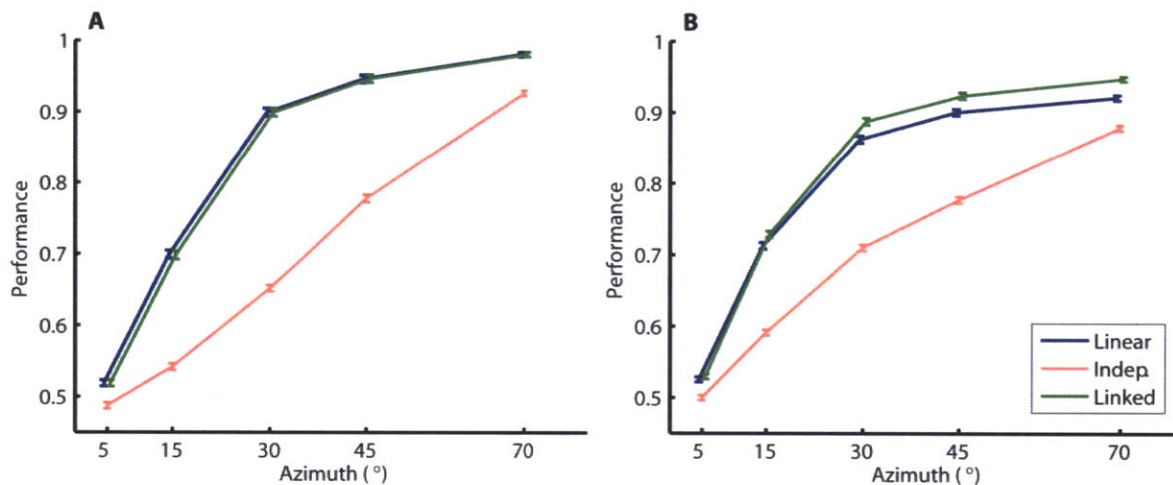 A
1
0.9
0.8
0.7
0.6
0.5
Performance
5 15 30 45 70
Azimuth (°)
B
1
0.9
0.8
0.7
0.6
0.5
Performance
5 15 30 45 70
Azimuth (°)
Linear
Indep.
Linked